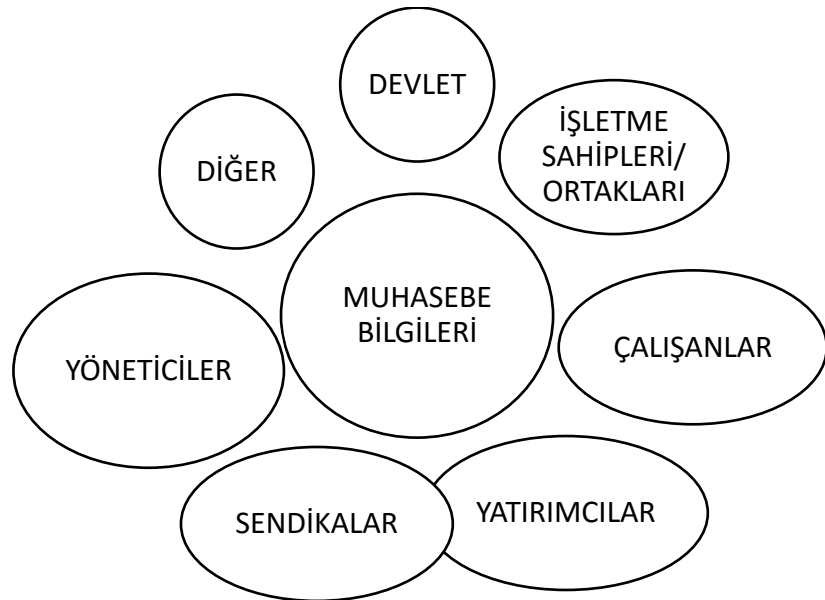 DEVLET
İŞLETME
SAHİPLERİ/
ORTAKLARI
DİĞER
MUHASEBE
BİLGİLERİ
ÇALIŞANLAR
YÖNETİCİLER
SENDİKALAR
YATIRIMCILAR